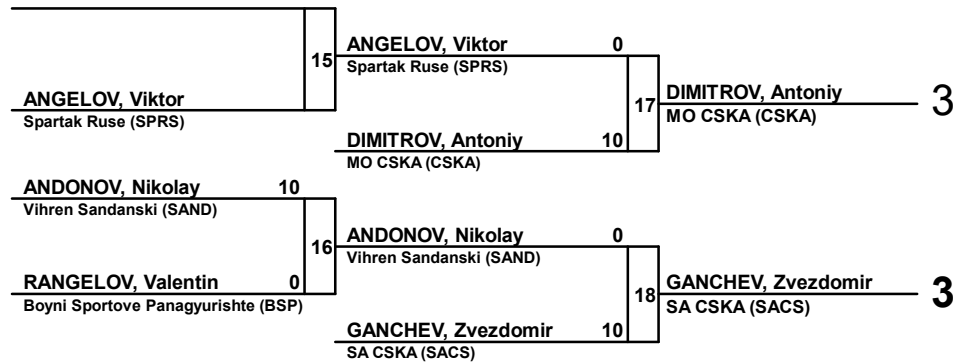 15
ANGELOV, Viktor 0
Spartak Ruse (SPRS)
ANGELOV, Viktor
Spartak Ruse (SPRS)
17
DIMITROV, Antoniy
MO CSKA (CSKA)
3
DIMITROV, Antoniy 10
MO CSKA (CSKA)
ANDONOV, Nikolay 10
Vihren Sandanski (SAND)
16
ANDONOV, Nikolay 0
Vihren Sandanski (SAND)
RANGELOV, Valentin 0
Boyni Sportove Panagyurishte (BSP)
18
GANCHEV, Zvezdomir
SA CSKA (SACS)
3
GANCHEV, Zvezdomir 10
SA CSKA (SACS)